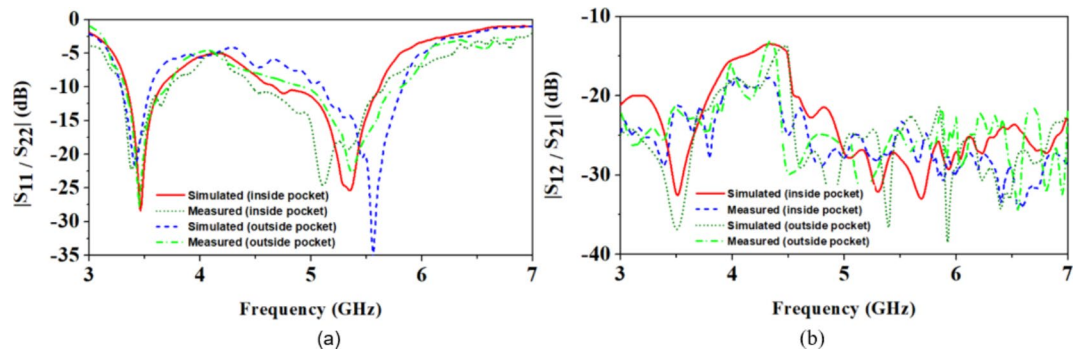 |S11 / S22| (dB)
0
-5
-10
-15
-20
-25
-30
-35
Simulated (inside pocket)
Measured (inside pocket)
Simulated (outside pocket)
Measured (outside pocket)
3 4 5 6 7
Frequency (GHz)
(a)
|S12 / S21| (dB)
-10
-20
-30
-40
Simulated (inside pocket)
Measured (inside pocket)
Simulated (outside pocket)
Measured (outside pocket)
3 4 5 6 7
Frequency (GHz)
(b)